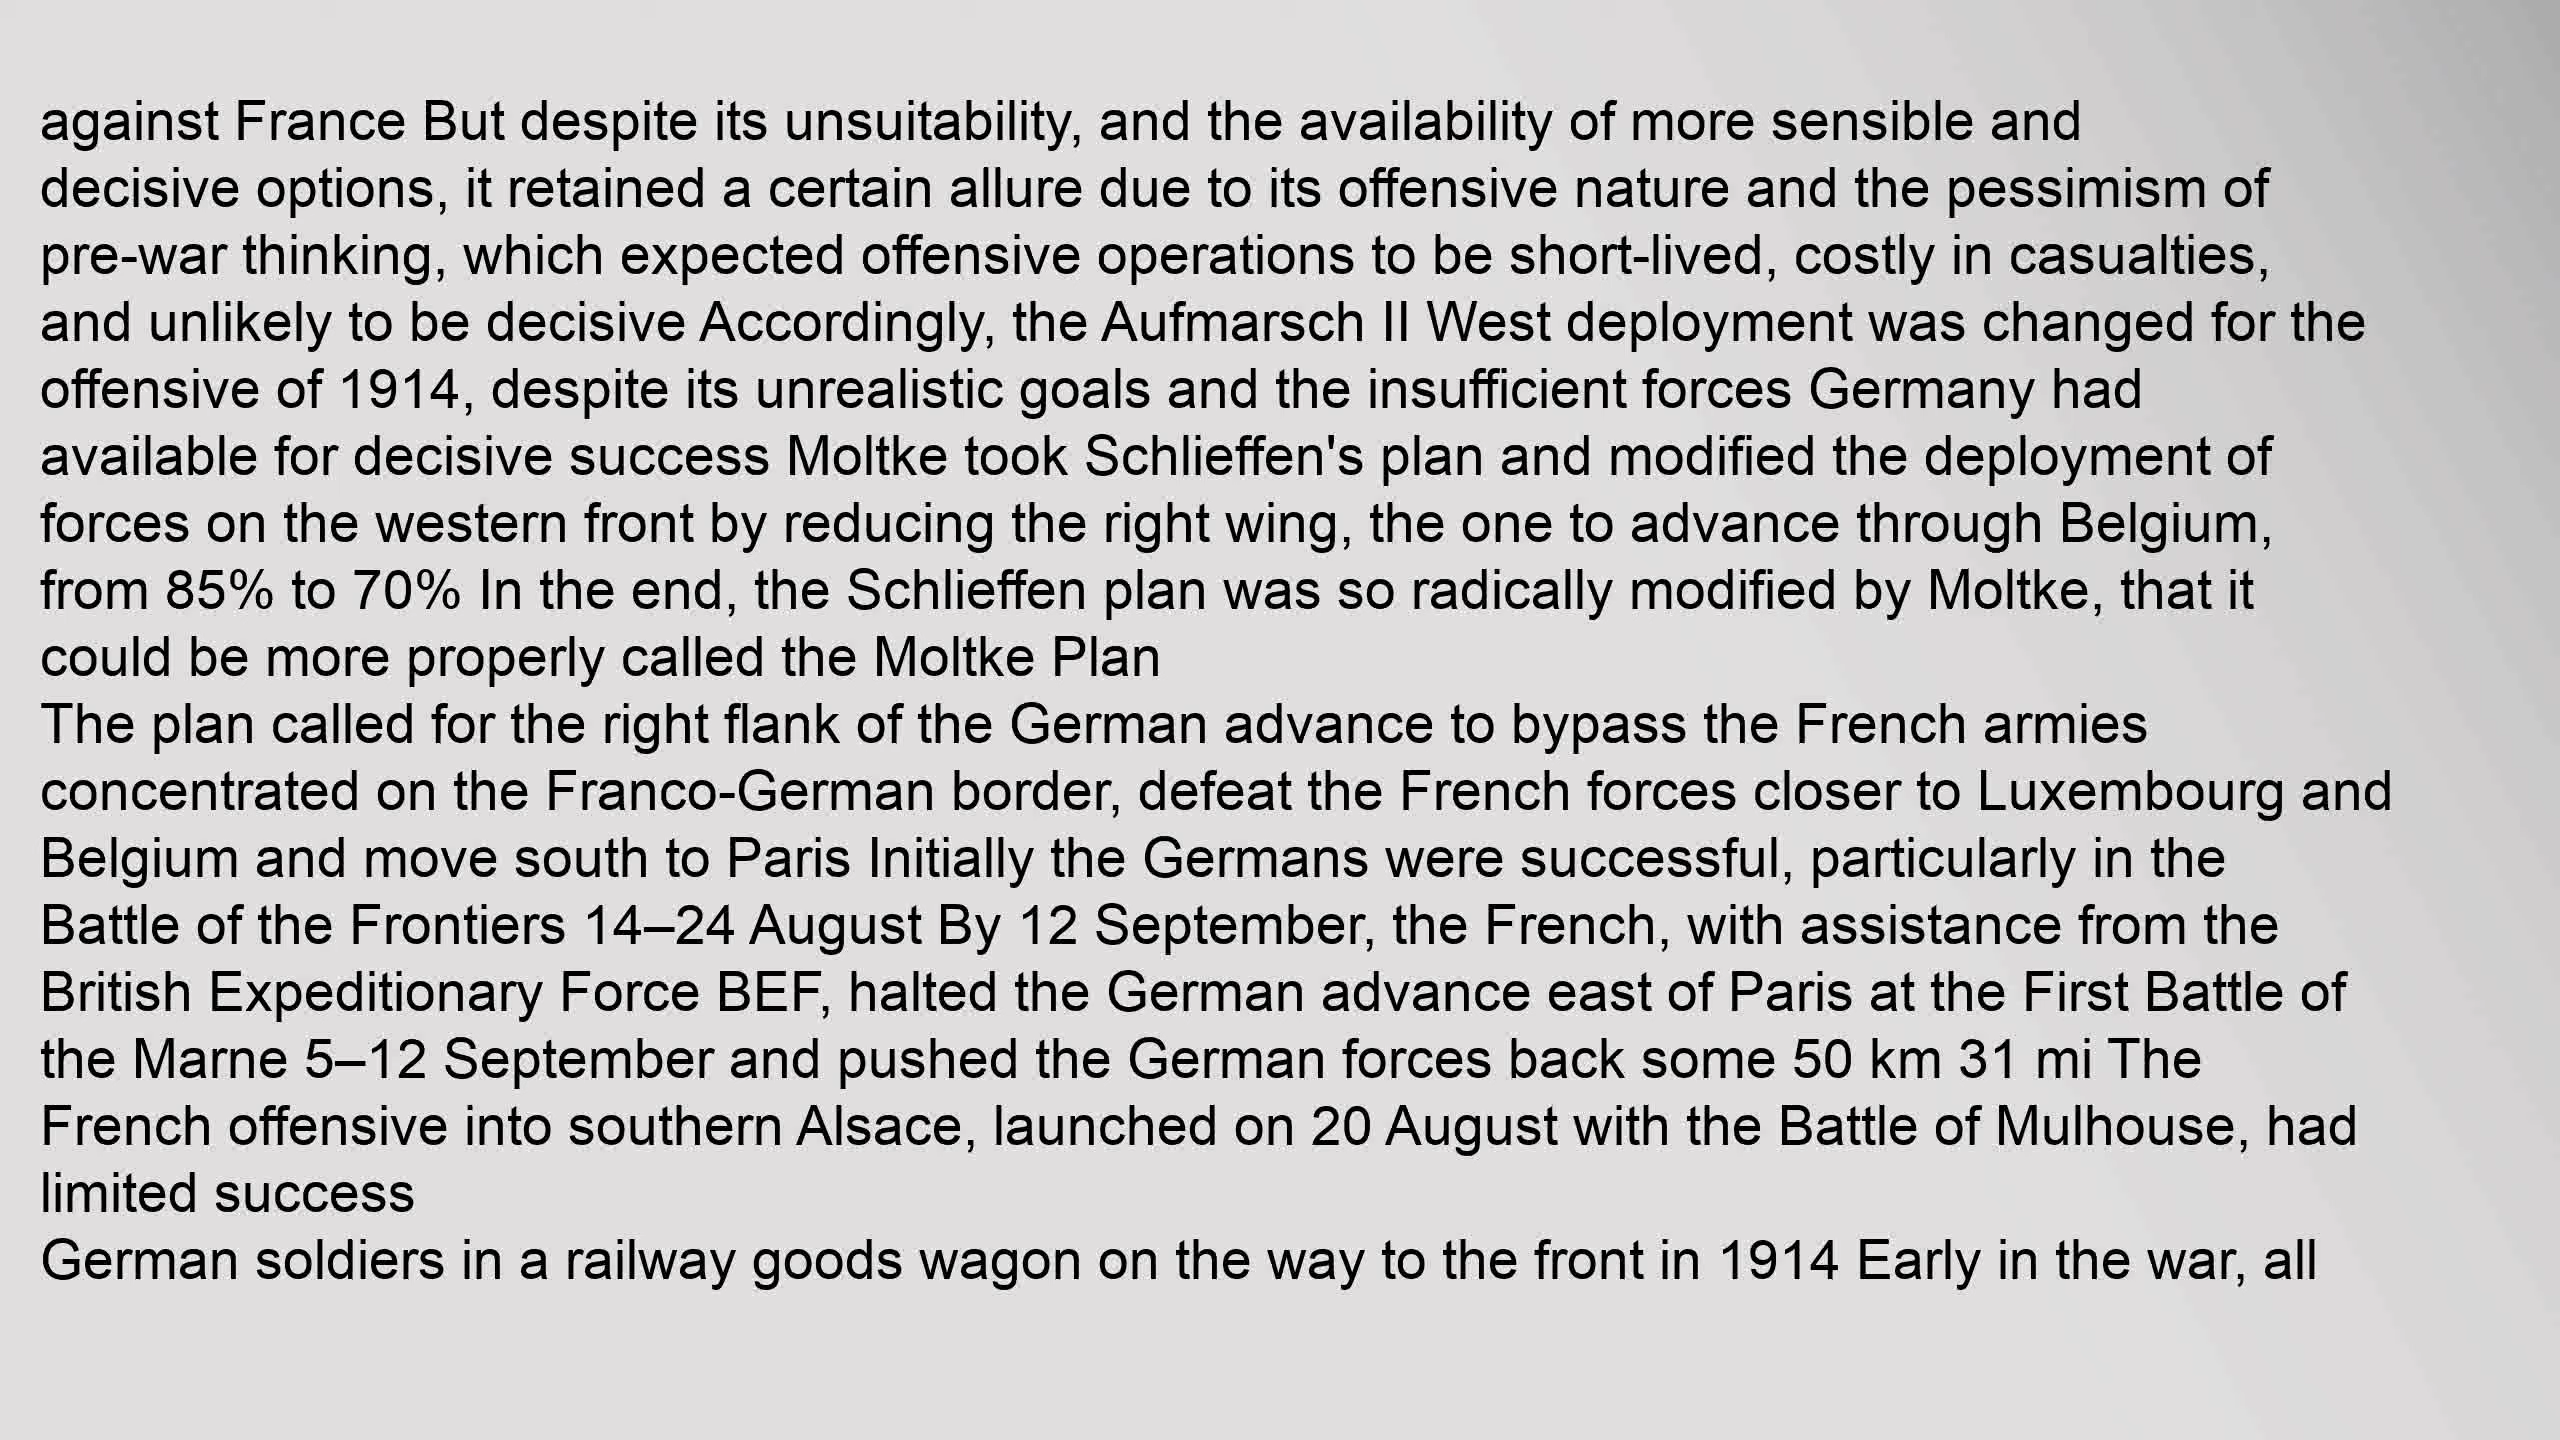 against France But despite its unsuitability, and the availability of more sensible and
decisive options, it retained a certain allure due to its offensive nature and the pessimism of
pre-war thinking, which expected offensive operations to be short-lived, costly in casualties,
and unlikely to be decisive Accordingly, the Aufmarsch II West deployment was changed for the
offensive of 1914, despite its unrealistic goals and the insufficient forces Germany had
available for decisive success Moltke took Schlieffen's plan and modified the deployment of
forces on the western front by reducing the right wing, the one to advance through Belgium,
from 85% to 70% In the end, the Schlieffen plan was so radically modified by Moltke, that it
could be more properly called the Moltke Plan
The plan called for the right flank of the German advance to bypass the French armies
concentrated on the Franco-German border, defeat the French forces closer to Luxembourg and
Belgium and move south to Paris Initially the Germans were successful, particularly in the
Battle of the Frontiers 14–24 August By 12 September, the French, with assistance from the
British Expeditionary Force BEF, halted the German advance east of Paris at the First Battle of
the Marne 5–12 September and pushed the German forces back some 50 km 31 mi The
French offensive into southern Alsace, launched on 20 August with the Battle of Mulhouse, had
limited success
German soldiers in a railway goods wagon on the way to the front in 1914 Early in the war, all